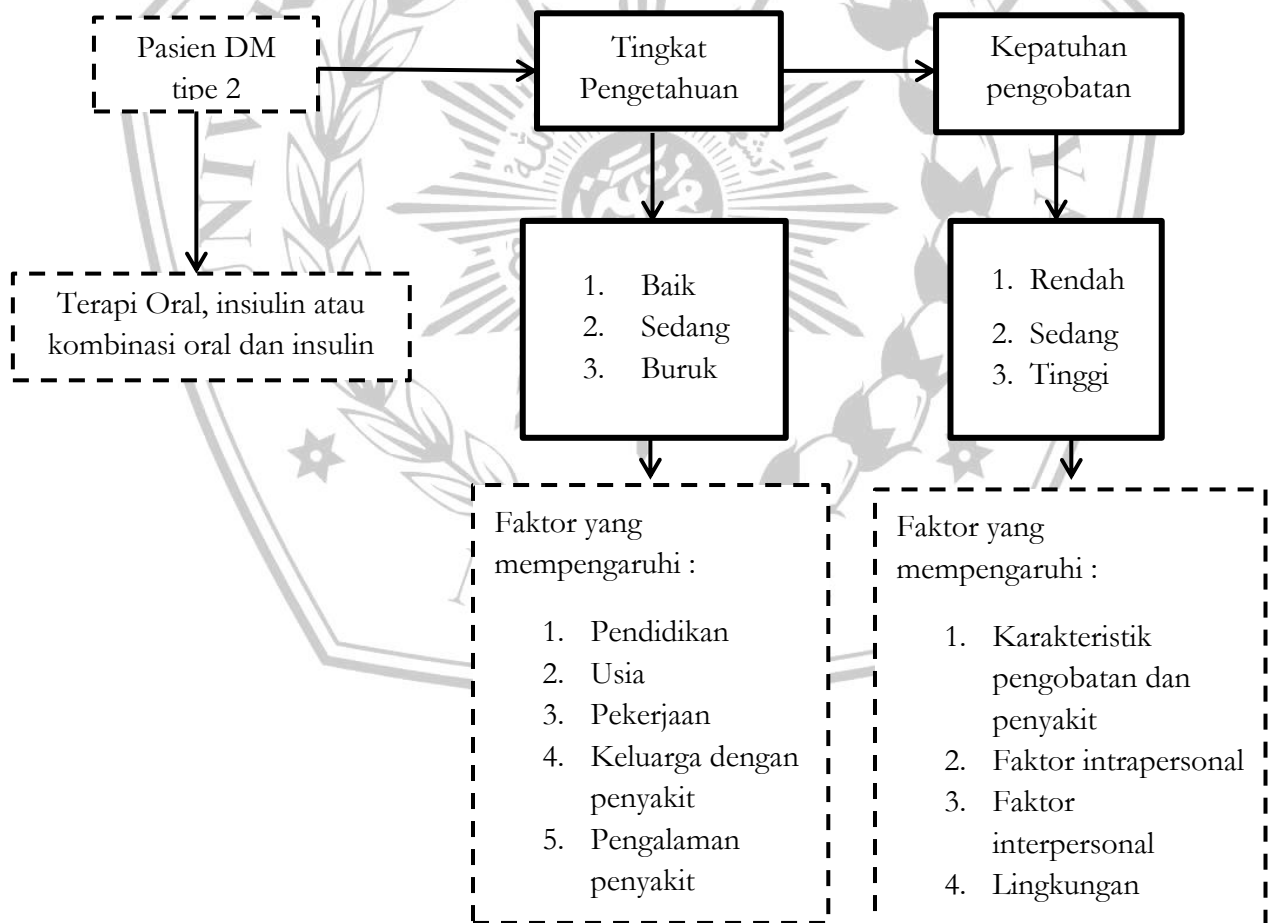 Pasien DM
tipe 2
Tingkat
Pengetahuan
Kepatuhan
pengobatan
Terapi Oral, insiulin atau
kombinasi oral dan insulin
1. Baik
2. Sedang
3. Buruk
1. Rendah
2. Sedang
3. Tinggi
Faktor yang
mempengaruhi :
1. Pendidikan
2. Usia
3. Pekerjaan
4. Keluarga dengan
penyakit
5. Pengalaman
penyakit
Faktor yang
mempengaruhi :
1. Karakteristik
pengobatan dan
penyakit
2. Faktor intrapersonal
3. Faktor
interpersonal
4. Lingkungan